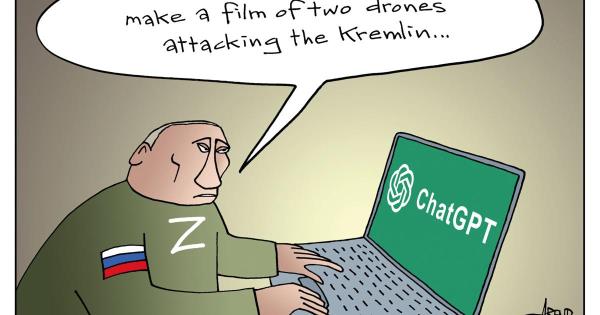 make a film of two drones
attacking the Kremlin...
Z
ChatGPT